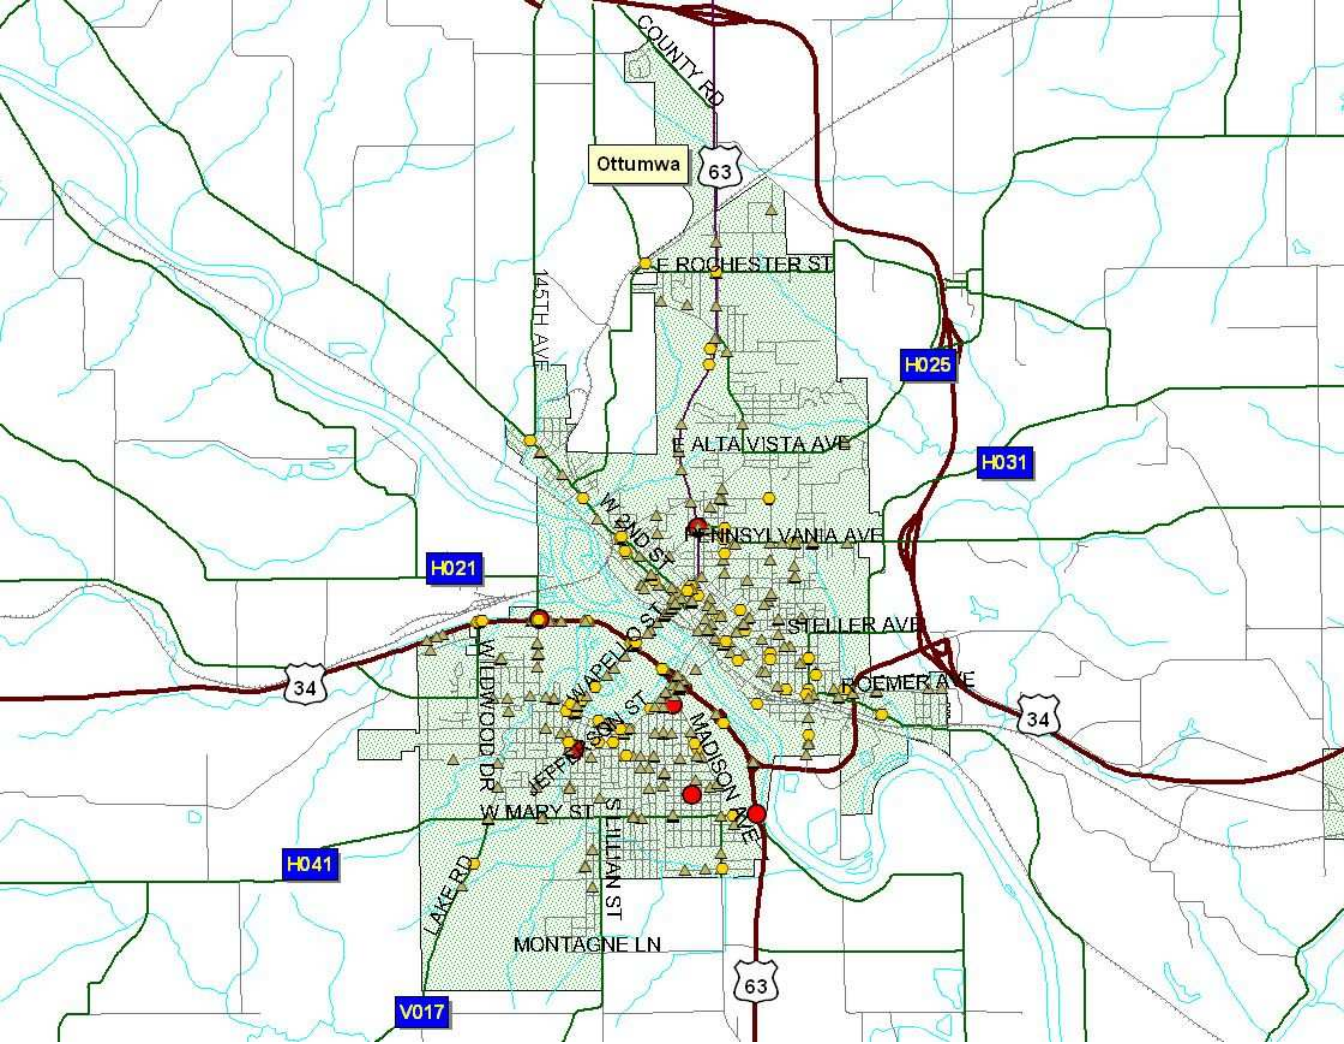 COUNTY RD
Ottumwa
63
E ROCHESTER ST
145TH AVE
H025
E ALTA VISTA AVE
H031
W 2ND ST
PENNSYLVANIA AVE
H021
STELLER AVE
WAPELLO ST
WILDWOOD DR
34
ROEMER AVE
34
JEFFERSON ST
MADISON AVE
W MARY ST
S LILLIAN ST
H041
LAKE RD
MONTAGNE LN
63
V017